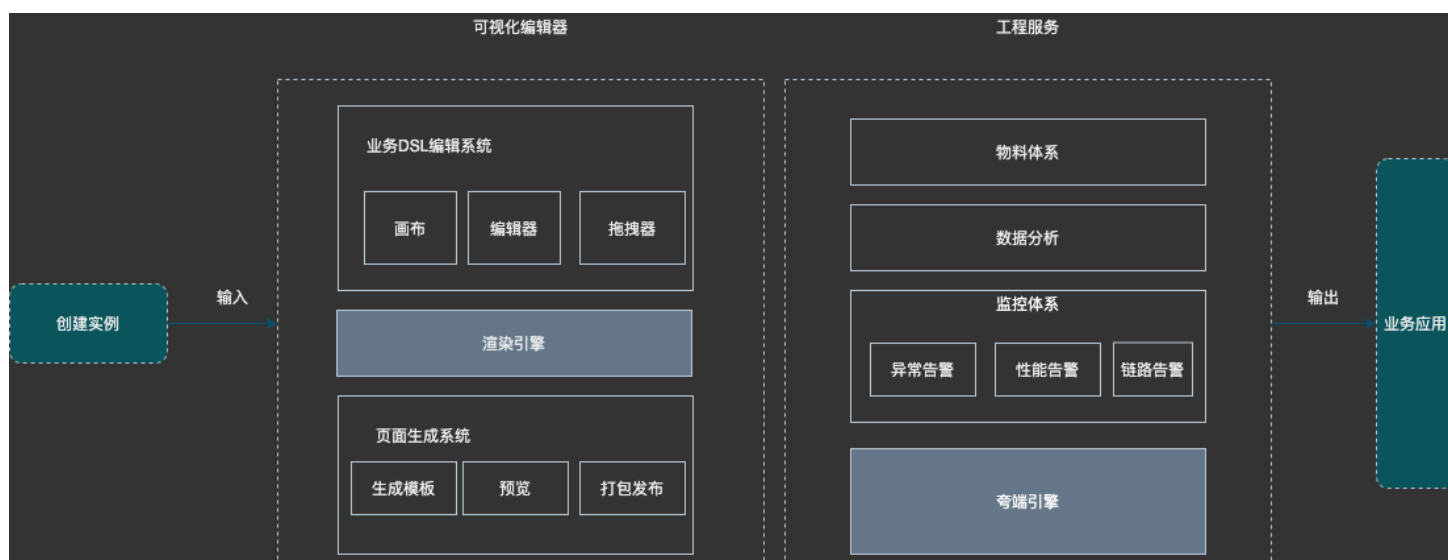 可视化编辑器
工程服务
业务DSL编辑系统
画布
编辑器
拖拽器
渲染引擎
页面生成系统
生成模板
预览
打包发布
创建实例
输入
物料体系
数据分析
监控体系
异常告警
性能告警
链路告警
夸端引擎
输出
业务应用